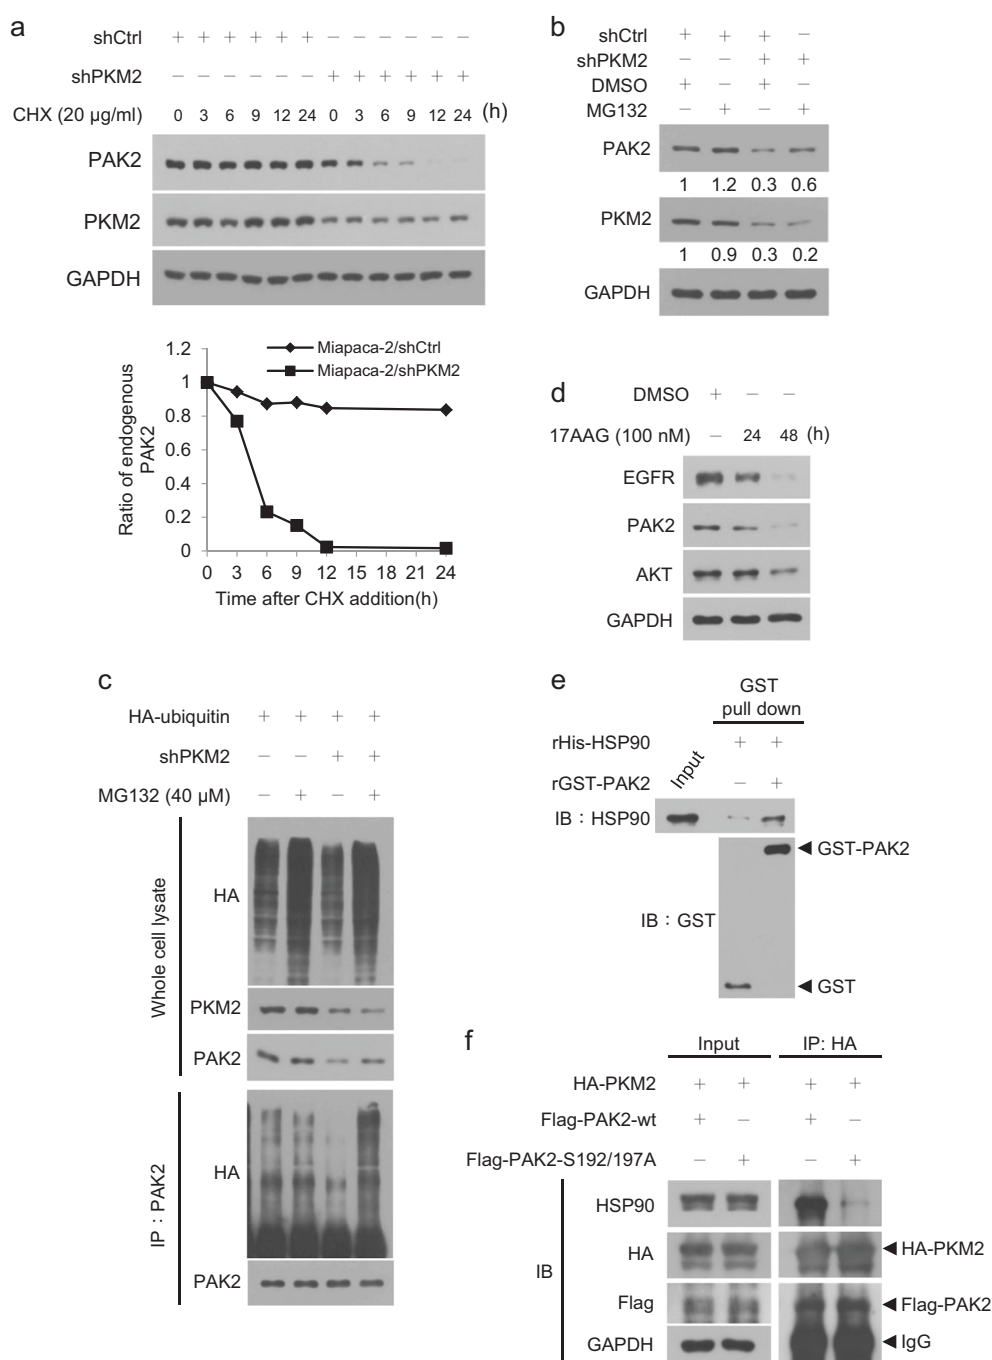 a
shCtrl + + + + + + − − − − − −
shPKM2 − − − − − − + + + + + +
CHX (20 µg/ml) 0 3 6 9 12 24 0 3 6 9 12 24 (h)
PAK2
PKM2
GAPDH
1.2
1
0.8
0.6
0.4
0.2
0
Ratio of endogenous
PAK2
Miapaca-2/shCtrl
Miapaca-2/shPKM2
0 3 6 9 12 15 18 21 24
Time after CHX addition(h)
b
shCtrl + + + −
shPKM2 − − + +
DMSO + − + −
MG132 − + − +
PAK2
1 1.2 0.3 0.6
PKM2
1 0.9 0.3 0.2
GAPDH
c
HA-ubiquitin + + + +
shPKM2 − − + +
MG132 (40 µM) − + − +
Whole cell lysate
HA
PKM2
PAK2
IP : PAK2
HA
PAK2
d
DMSO + − −
17AAG (100 nM) − 24 48 (h)
EGFR
PAK2
AKT
GAPDH
e
GST
pull down
rHis-HSP90 + +
rGST-PAK2 − +
Input
IB : HSP90
GST-PAK2
IB : GST
GST
f
Input IP: HA
HA-PKM2 + + + +
Flag-PAK2-wt + − + −
Flag-PAK2-S192/197A − + − +
IB
HSP90
HA HA-PKM2
Flag Flag-PAK2
GAPDH IgG